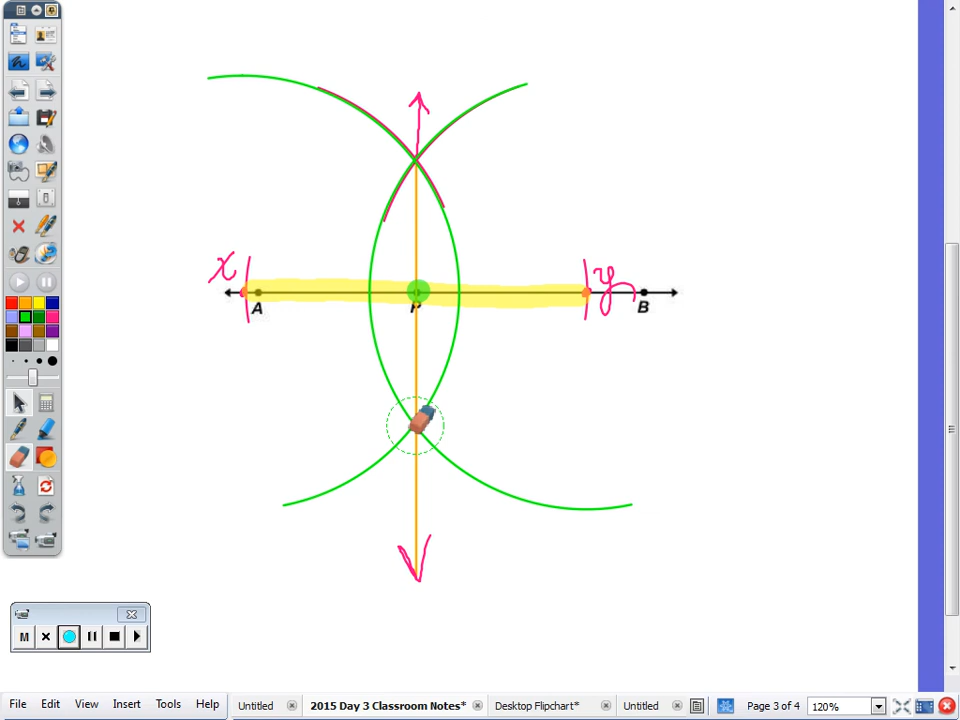 x
y
A
P
B
M
File Edit View Insert Tools Help
Untitled
2015 Day 3 Classroom Notes*
Desktop Flipchart*
Untitled
Page 3 of 4
120%